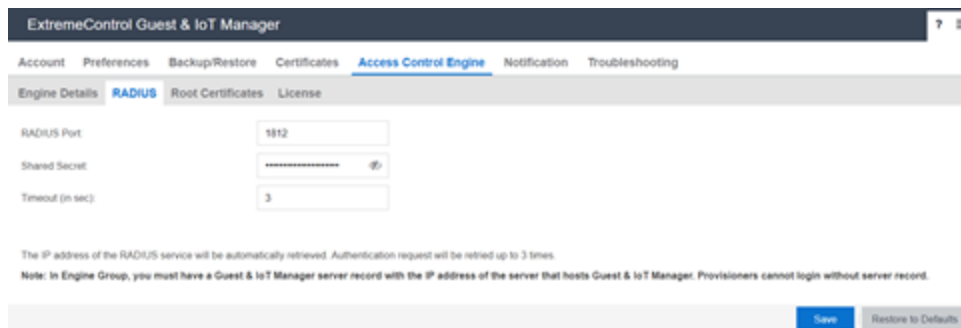 ExtremeControl Guest & IoT Manager ?
Account Preferences Backup/Restore Certificates Access Control Engine Notification Troubleshooting
Engine Details RADIUS Root Certificates License
RADIUS Port: 1812
Shared Secret: ••••••••••••••••••••
Timeout (in sec): 3
The IP address of the RADIUS service will be automatically retrieved. Authentication request will be retried up to 3 times.
Note: In Engine Group, you must have a Guest & IoT Manager server record with the IP address of the server that hosts Guest & IoT Manager. Provisioners cannot login without server record.
Save Restore to Defaults